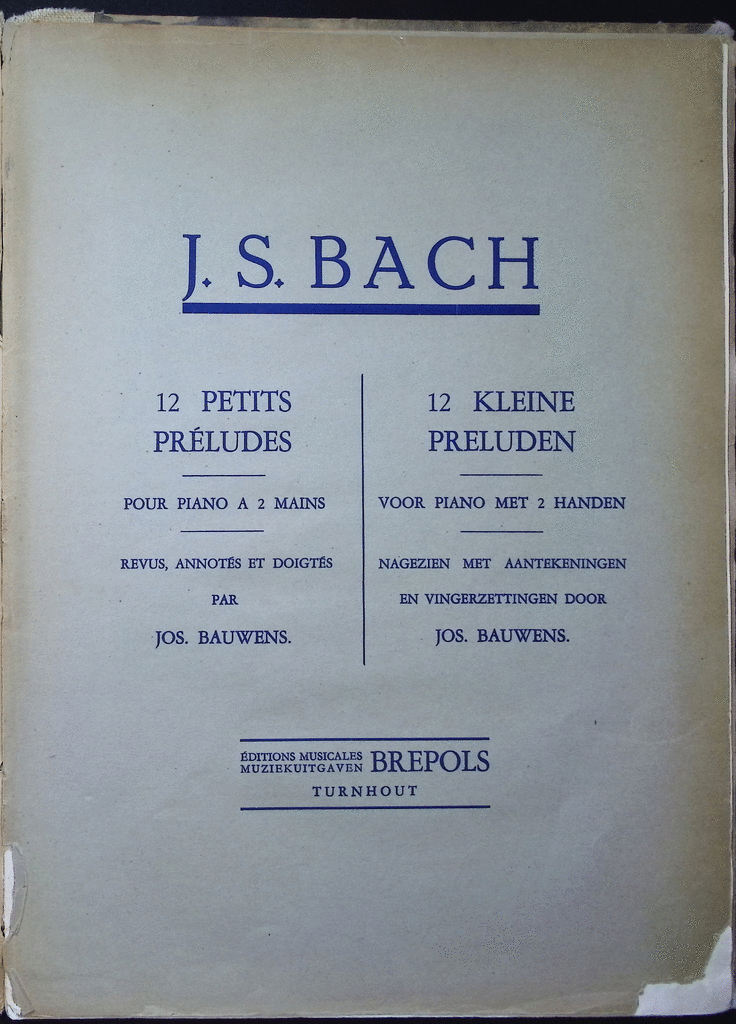 J. S. BACH
12 PETITS
PRÉLUDES
POUR PIANO A 2 MAINS
REVUS, ANNOTÉS ET DOIGTÉS
PAR
JOS. BAUWENS.
12 KLEINE
PRELUDEN
VOOR PIANO MET 2 HANDEN
NAGEZIEN MET AANTEKENINGEN
EN VINGERZETTINGEN DOOR
JOS. BAUWENS.
ÉDITIONS MUSICALES
MUZIEKUITGAVEN
BREPOLS
TURNHOUT